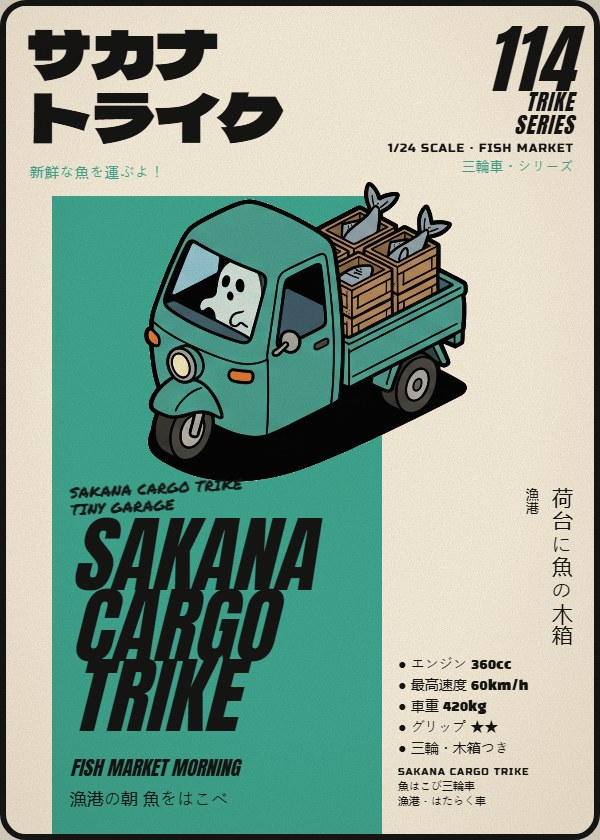 サカナ
トライク
新鮮な魚を運ぶよ！
114
TRIKE
SERIES
1/24 SCALE · FISH MARKET
三輪車・シリーズ
SAKANA CARGO TRIKE
TINY GARAGE
SAKANA
CARGO
TRIKE
FISH MARKET MORNING
漁港の朝 魚をはこべ
荷台に魚の木箱
漁港
● エンジン 360cc
● 最高速度 60km/h
● 車重 420kg
● グリップ ★★
● 三輪・木箱つき
SAKANA CARGO TRIKE
魚はこび三輪車
漁港・はたらく車